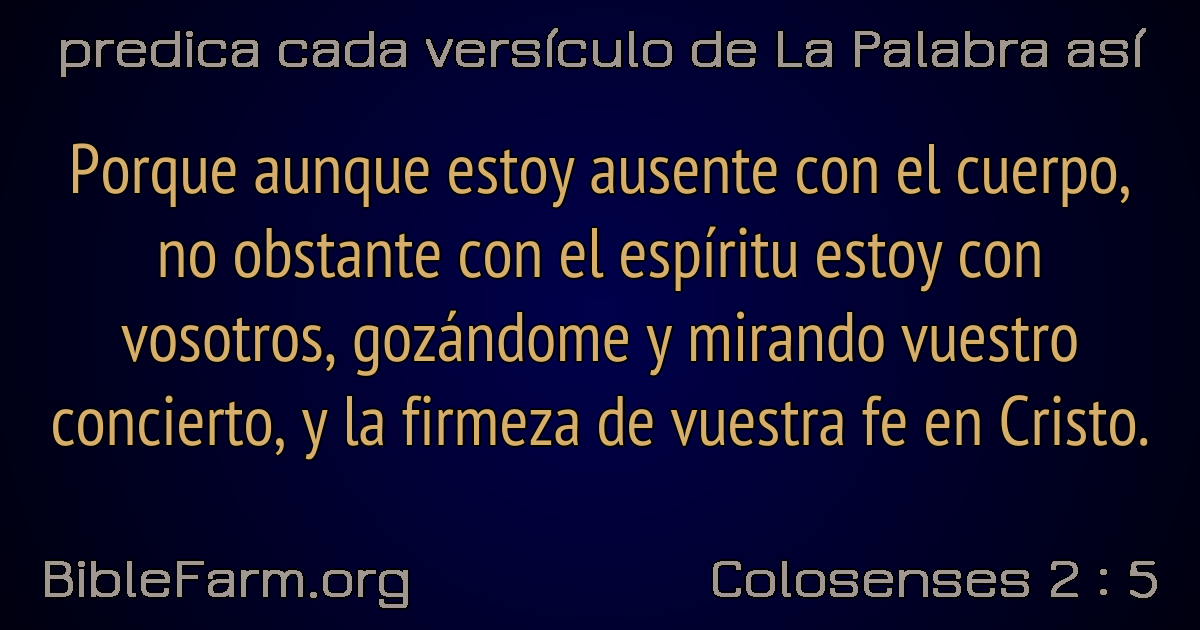 predica cada versículo de La Palabra así
Porque aunque estoy ausente con el cuerpo,
no obstante con el espíritu estoy con
vosotros, gozándome y mirando vuestro
concierto, y la firmeza de vuestra fe en Cristo.
BibleFarm.org
Colosenses 2 : 5